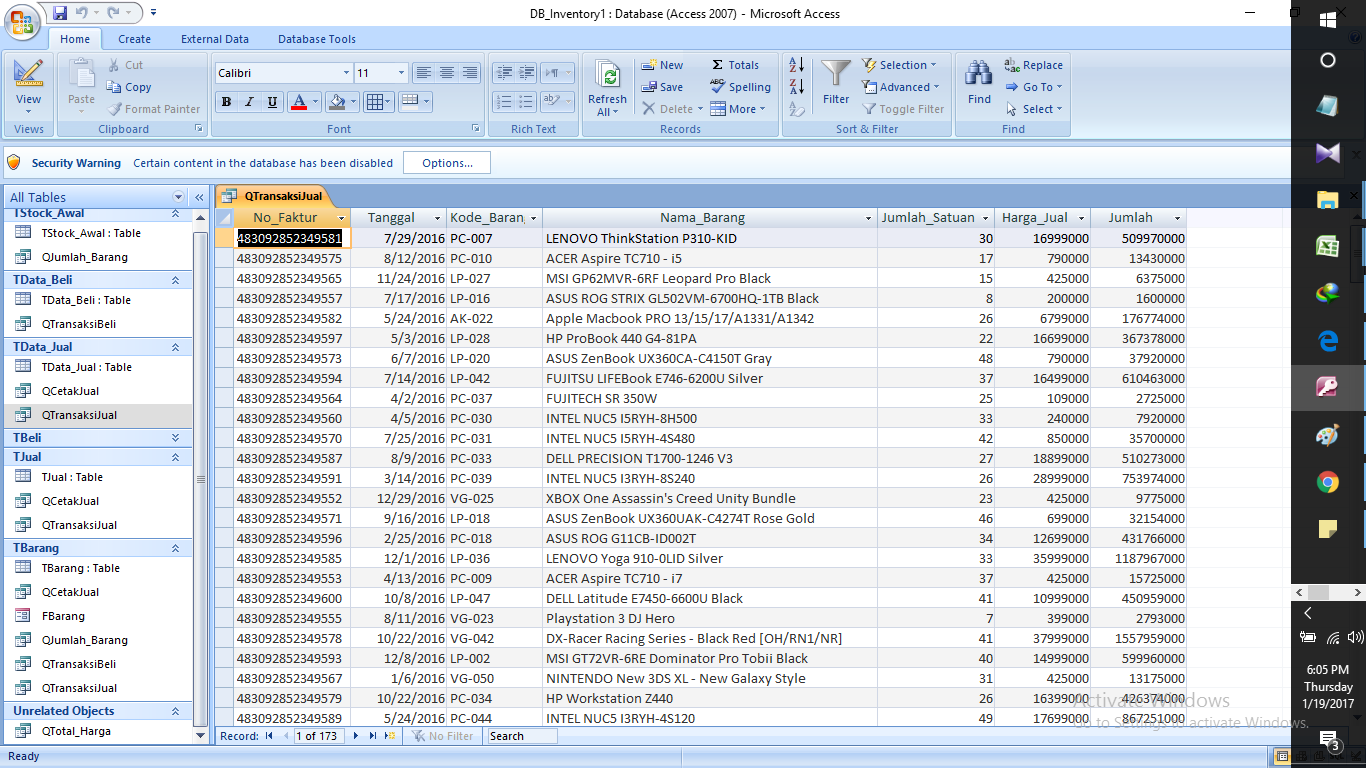 DB_Inventory1 : Database (Access 2007) - Microsoft Access
Home Create External Data Database Tools
View
Views
Paste
Cut
Copy
Format Painter
Clipboard
Calibri 11
B I U A
Font
Rich Text
Refresh All
New
Save
Delete
Totals
Spelling
More
Records
Filter
Selection
Advanced
Toggle Filter
Sort & Filter
Find
Replace
Go To
Select
Find
Security Warning Certain content in the database has been disabled Options...
All Tables
TStock_Awal
TStock_Awal : Table
QJumlah_Barang
TData_Beli
TData_Beli : Table
QTransaksiBeli
TData_Jual
TData_Jual : Table
QCetakJual
QTransaksiJual
TBeli
TJual
TJual : Table
QCetakJual
QTransaksiJual
TBarang
TBarang : Table
QCetakJual
FBarang
QJumlah_Barang
QTransaksiBeli
QTransaksiJual
Unrelated Objects
QTotal_Harga
QTransaksiJual
No_Faktur Tanggal Kode_Barang Nama_Barang Jumlah_Satuan Harga_Jual Jumlah
483092852349581 7/29/2016 PC-007 LENOVO ThinkStation P310-KID 30 16999000 509970000
483092852349575 8/12/2016 PC-010 ACER Aspire TC710 - i5 17 790000 13430000
483092852349565 11/24/2016 LP-027 MSI GP62MVR-6RF Leopard Pro Black 15 425000 6375000
483092852349557 7/17/2016 LP-016 ASUS ROG STRIX GL502VM-6700HQ-1TB Black 8 200000 1600000
483092852349582 5/24/2016 AK-022 Apple Macbook PRO 13/15/17/A1331/A1342 26 6799000 176774000
483092852349597 5/3/2016 LP-028 HP ProBook 440 G4-81PA 22 16699000 367378000
483092852349573 6/7/2016 LP-020 ASUS ZenBook UX360CA-C4150T Gray 48 790000 37920000
483092852349594 7/14/2016 LP-042 FUJITSU LIFEBook E746-6200U Silver 37 16499000 610463000
483092852349564 4/2/2016 PC-037 FUJITECH SR 350W 25 109000 2725000
483092852349560 4/5/2016 PC-030 INTEL NUC5 I5RYH-8H500 33 240000 7920000
483092852349570 7/25/2016 PC-031 INTEL NUC5 I5RYH-4S480 42 850000 35700000
483092852349587 8/9/2016 PC-033 DELL PRECISION T1700-1246 V3 27 18899000 510273000
483092852349591 3/14/2016 PC-039 INTEL NUC5 I3RYH-8S240 26 28999000 753974000
483092852349552 12/29/2016 VG-025 XBOX One Assassin's Creed Unity Bundle 23 425000 9775000
483092852349571 9/16/2016 LP-018 ASUS ZenBook UX360UAK-C4274T Rose Gold 46 699000 32154000
483092852349596 2/25/2016 PC-018 ASUS ROG G11CB-ID002T 34 12699000 431766000
483092852349585 12/1/2016 LP-036 LENOVO Yoga 910-0LID Silver 33 35999000 1187967000
483092852349553 4/13/2016 PC-009 ACER Aspire TC710 - i7 37 425000 15725000
483092852349600 10/8/2016 LP-047 DELL Latitude E7450-6600U Black 41 10999000 450959000
483092852349555 8/11/2016 VG-023 Playstation 3 DJ Hero 7 399000 2793000
483092852349578 10/22/2016 VG-042 DX-Racer Racing Series - Black Red [OH/RN1/NR] 41 37999000 1557959000
483092852349593 12/8/2016 LP-002 MSI GT72VR-6RE Dominator Pro Tobii Black 40 14999000 599960000
483092852349567 1/6/2016 VG-050 NINTENDO New 3DS XL - New Galaxy Style 31 425000 13175000
483092852349579 10/22/2016 PC-034 HP Workstation Z440 26 16399000 426374000
483092852349589 5/24/2016 PC-044 INTEL NUC5 I3RYH-4S120 49 17699000 867251000
Activate Windows
Go to Settings to activate Windows.
Record: 1 of 173 No Filter Search
Ready
6:05 PM
Thursday
1/19/2017
3